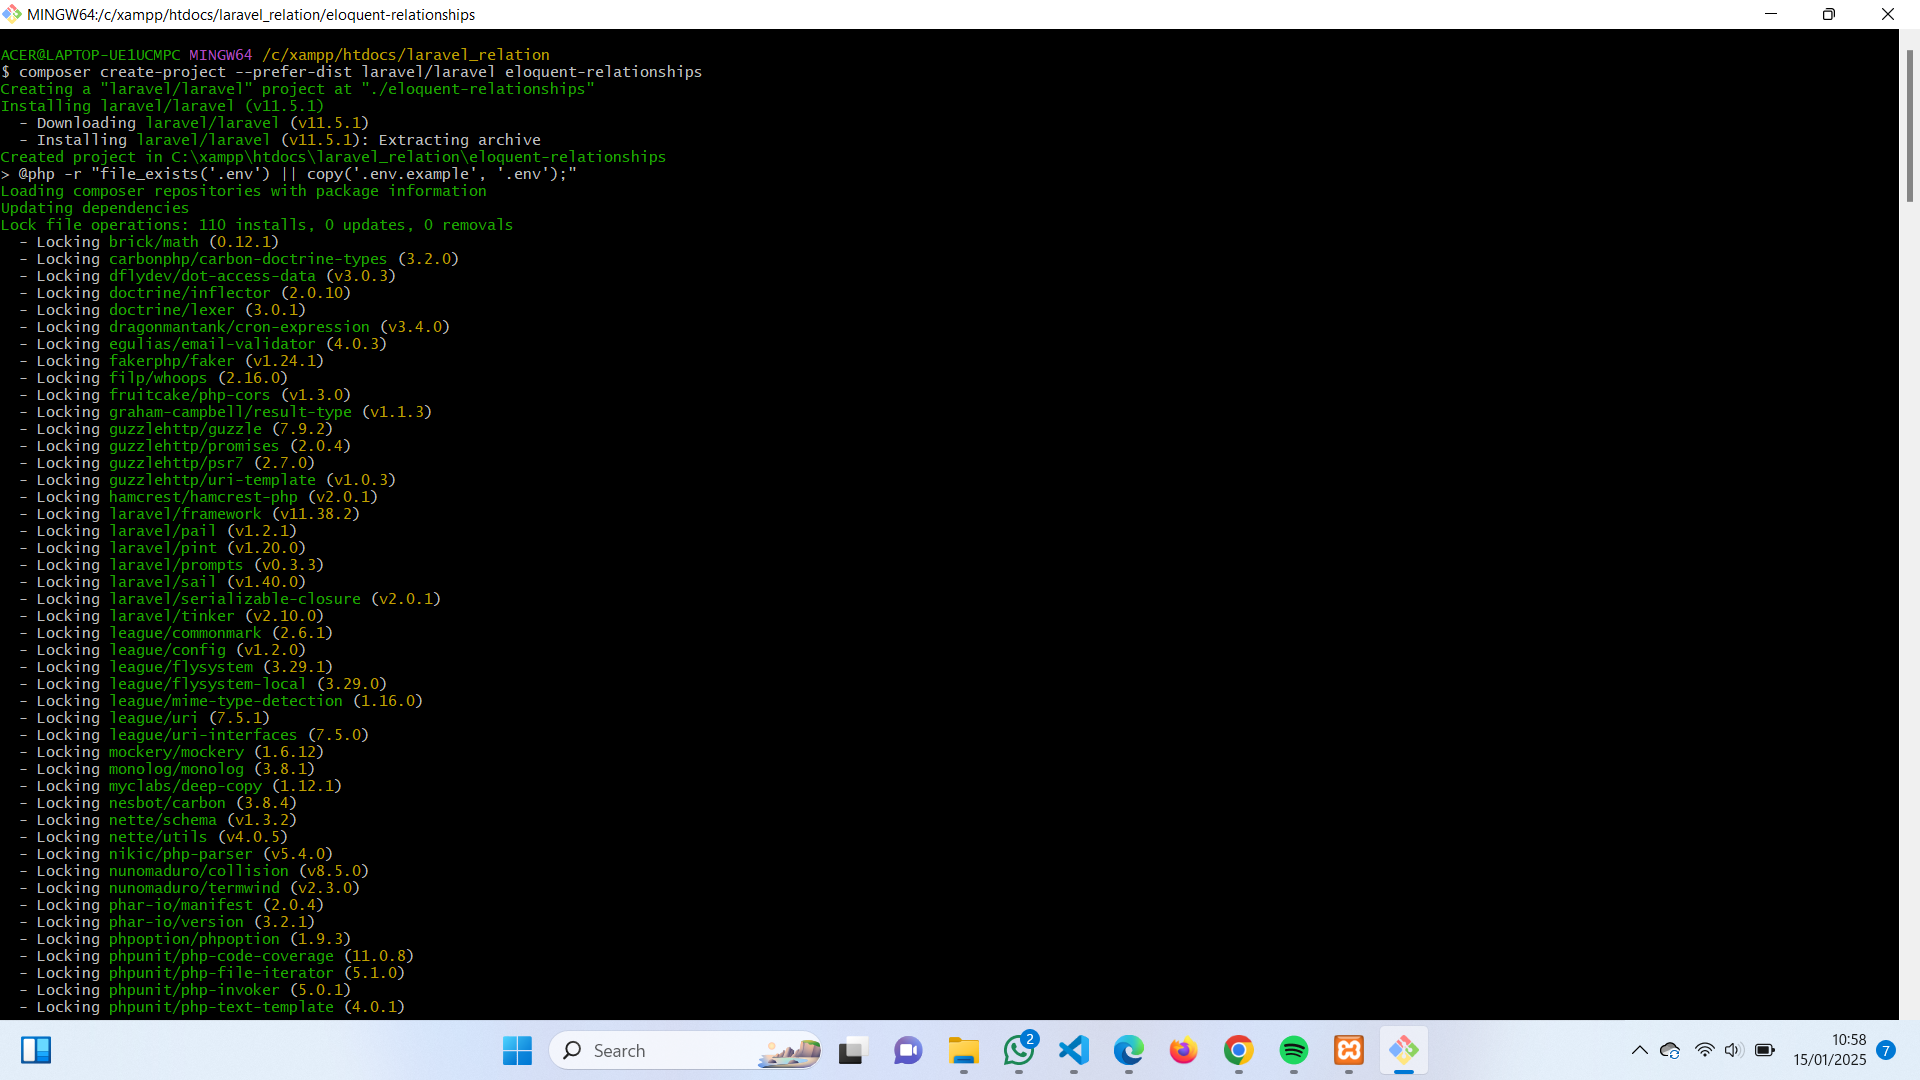 MINGW64:/c/xampp/htdocs/laravel_relation/eloquent-relationships
ACER@LAPTOP-UE1UCMPC MINGW64 /c/xampp/htdocs/laravel_relation
$ composer create-project --prefer-dist laravel/laravel eloquent-relationships
Creating a "laravel/laravel" project at "./eloquent-relationships"
Installing laravel/laravel (v11.5.1)
- Downloading laravel/laravel (v11.5.1)
- Installing laravel/laravel (v11.5.1): Extracting archive
Created project in C:\xampp\htdocs\laravel_relation\eloquent-relationships
> @php -r "file_exists('.env') || copy('.env.example', '.env');"
Loading composer repositories with package information
Updating dependencies
Lock file operations: 110 installs, 0 updates, 0 removals
- Locking brick/math (0.12.1)
- Locking carbonphp/carbon-doctrine-types (3.2.0)
- Locking dflydev/dot-access-data (v3.0.3)
- Locking doctrine/inflector (2.0.10)
- Locking doctrine/lexer (3.0.1)
- Locking dragonmantank/cron-expression (v3.4.0)
- Locking egulias/email-validator (4.0.3)
- Locking fakerphp/faker (v1.24.1)
- Locking filp/whoops (2.16.0)
- Locking fruitcake/php-cors (v1.3.0)
- Locking graham-campbell/result-type (v1.1.3)
- Locking guzzlehttp/guzzle (7.9.2)
- Locking guzzlehttp/promises (2.0.4)
- Locking guzzlehttp/psr7 (2.7.0)
- Locking guzzlehttp/uri-template (v1.0.3)
- Locking hamcrest/hamcrest-php (v2.0.1)
- Locking laravel/framework (v11.38.2)
- Locking laravel/pail (v1.2.1)
- Locking laravel/pint (v1.20.0)
- Locking laravel/prompts (v0.3.3)
- Locking laravel/sail (v1.40.0)
- Locking laravel/serializable-closure (v2.0.1)
- Locking laravel/tinker (v2.10.0)
- Locking league/commonmark (2.6.1)
- Locking league/config (v1.2.0)
- Locking league/flysystem (3.29.1)
- Locking league/flysystem-local (3.29.0)
- Locking league/mime-type-detection (1.16.0)
- Locking league/uri (7.5.1)
- Locking league/uri-interfaces (7.5.0)
- Locking mockery/mockery (1.6.12)
- Locking monolog/monolog (3.8.1)
- Locking myclabs/deep-copy (1.12.1)
- Locking nesbot/carbon (3.8.4)
- Locking nette/schema (v1.3.2)
- Locking nette/utils (v4.0.5)
- Locking nikic/php-parser (v5.4.0)
- Locking nunomaduro/collision (v8.5.0)
- Locking nunomaduro/termwind (v2.3.0)
- Locking phar-io/manifest (2.0.4)
- Locking phar-io/version (3.2.1)
- Locking phpoption/phpoption (1.9.3)
- Locking phpunit/php-code-coverage (11.0.8)
- Locking phpunit/php-file-iterator (5.1.0)
- Locking phpunit/php-invoker (5.0.1)
- Locking phpunit/php-text-template (4.0.1)
Search
2
10:58
15/01/2025
7